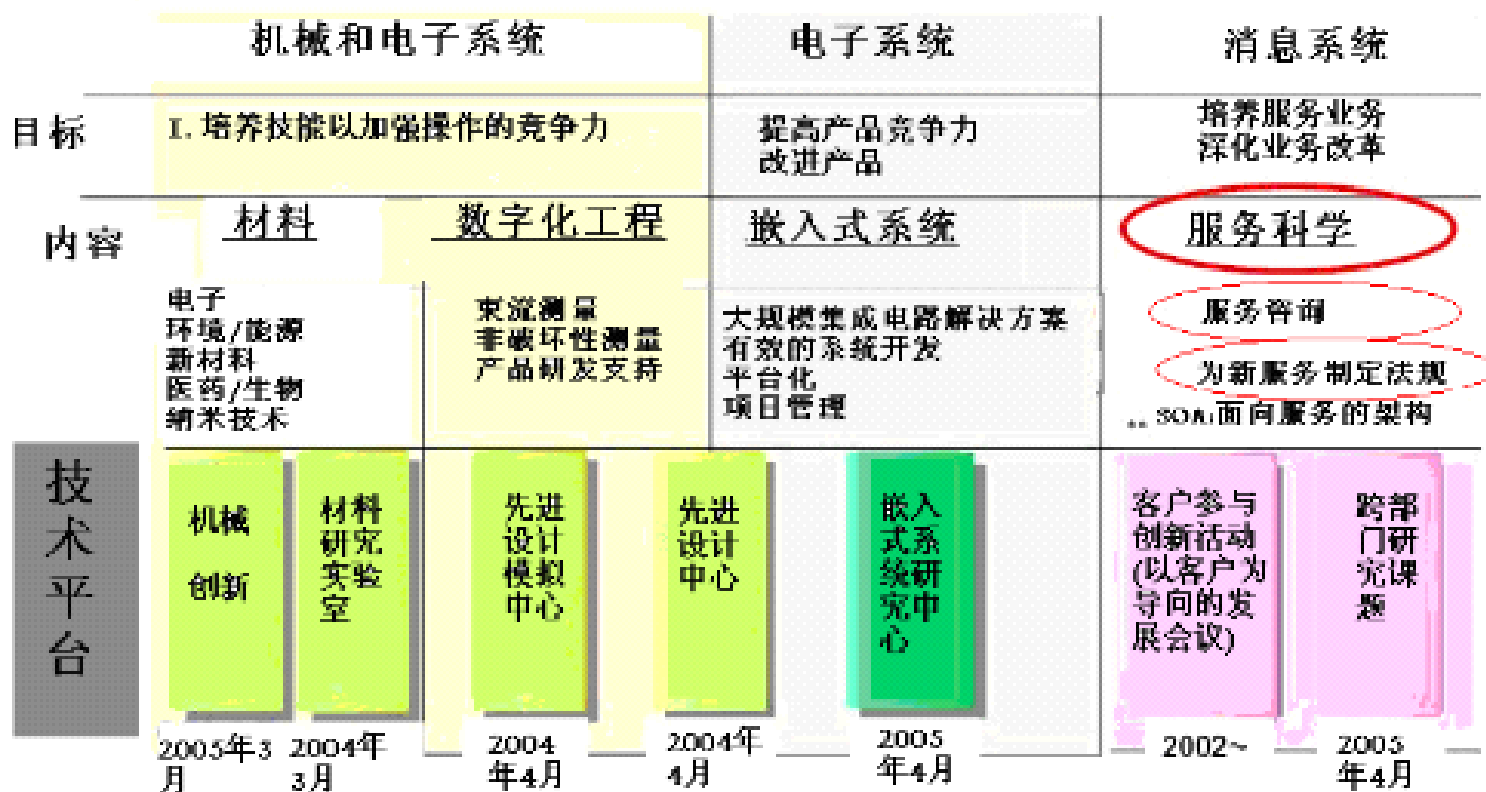 机械和电子系统
电子系统
消息系统
目标
I. 培养技能以加强操作的竞争力
提高产品竞争力
改进产品
培养服务业务
深化业务改革
内容
材料
数字化工程
嵌入式系统
服务科学
电子
环境/能源
新材料
医药/生物
纳米技术
束流测量
非破坏性测量
产品研发支持
大规模集成电路解决方案
有效的系统开发
平台化
项目管理
服务咨询
为新服务制定法规
.. SOA:面向服务的架构
技
术
平
台
机械
创新
材料
研究
实验
室
先进
设计
模拟
中心
先进
设计
中心
嵌入
式系
统研
究中
心
客户参与
创新活动
(以客户为
导向的发
展会议)
跨部
门研
究课
题
2005年3
月
2004年
3月
2004
年4月
2004年
4月
2005
年4月
2002~
2005
年4月